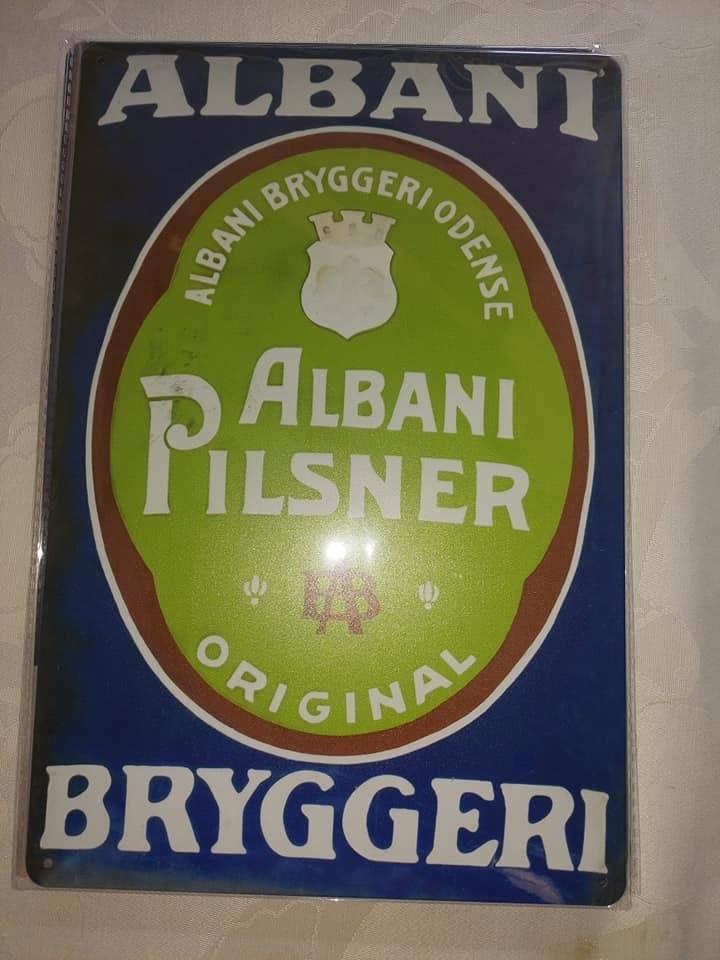 ALBANI
ALBANI BRYGGERI ODENSE
ALBANI
PILSNER
ORIGINAL
BRYGGERI